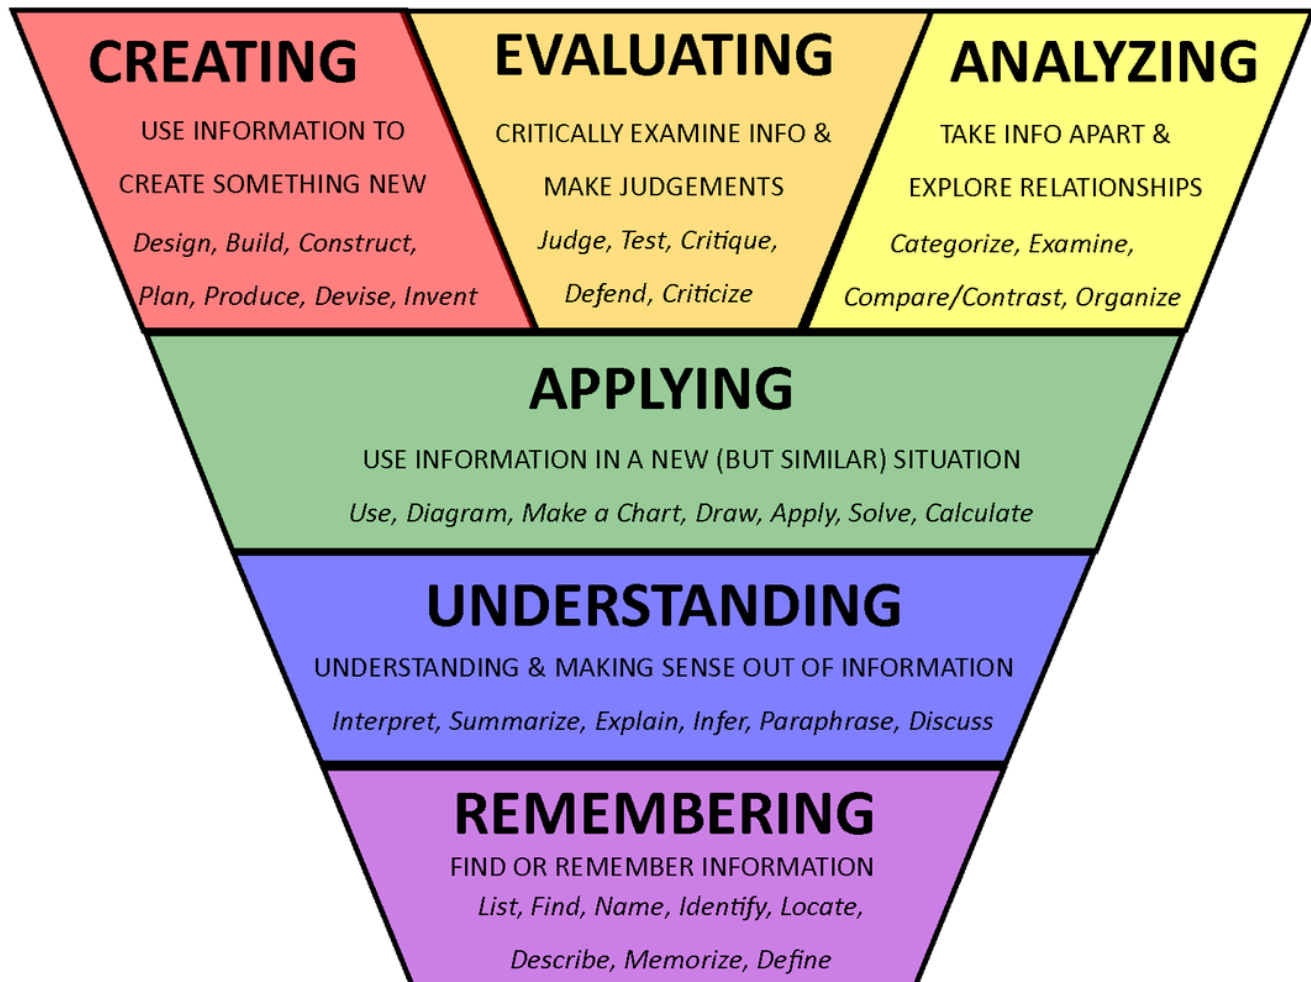 CREATING
USE INFORMATION TO
CREATE SOMETHING NEW
Design, Build, Construct,
Plan, Produce, Devise, Invent
EVALUATING
CRITICALLY EXAMINE INFO &
MAKE JUDGEMENTS
Judge, Test, Critique,
Defend, Criticize
ANALYZING
TAKE INFO APART &
EXPLORE RELATIONSHIPS
Categorize, Examine,
Compare/Contrast, Organize
APPLYING
USE INFORMATION IN A NEW (BUT SIMILAR) SITUATION
Use, Diagram, Make a Chart, Draw, Apply, Solve, Calculate
UNDERSTANDING
UNDERSTANDING & MAKING SENSE OUT OF INFORMATION
Interpret, Summarize, Explain, Infer, Paraphrase, Discuss
REMEMBERING
FIND OR REMEMBER INFORMATION
List, Find, Name, Identify, Locate,
Describe, Memorize, Define